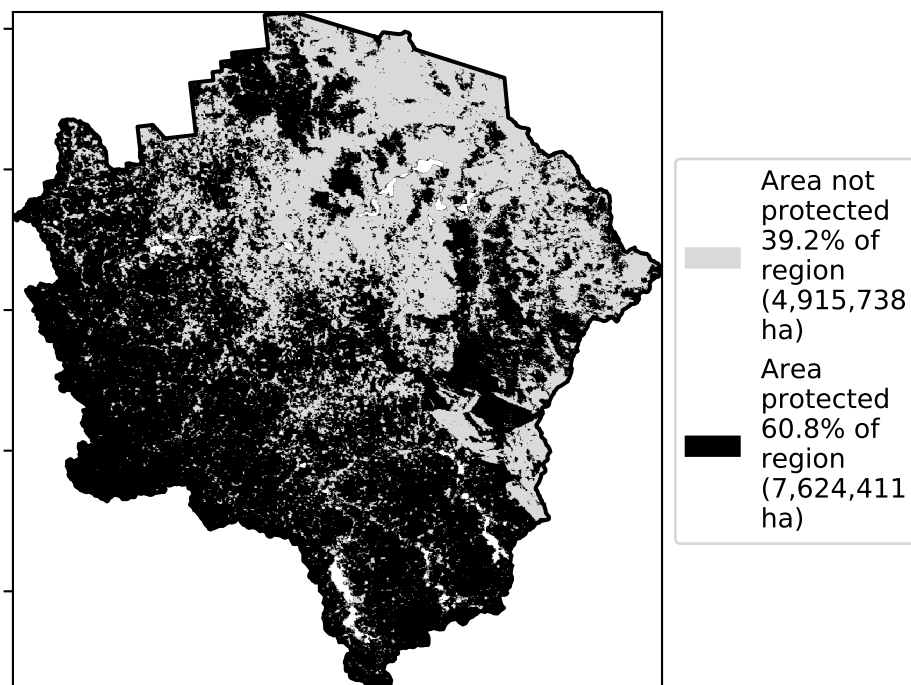 Area not
protected
39.2% of
region
(4,915,738
ha)
Area
protected
60.8% of
region
(7,624,411
ha)